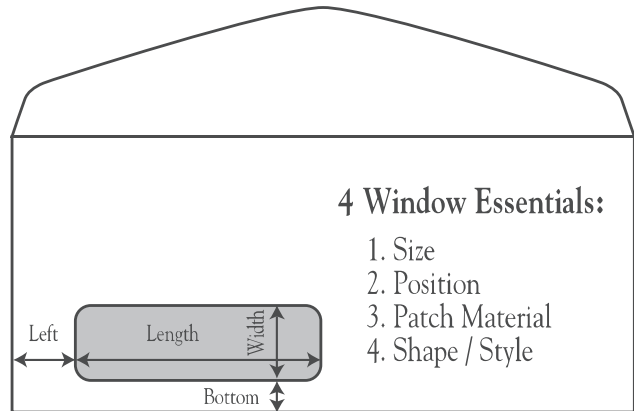 4 Window Essentials:
1. Size
2. Position
3. Patch Material
4. Shape / Style
Left
Length
Width
Bottom